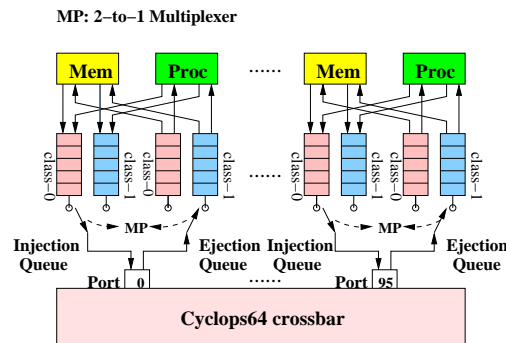 MP: 2−to−1 Multiplexer
Mem Proc ...... Mem Proc
class−0 class−1 class−0 class−1 ...... class−0 class−1 class−0 class−1
MP MP
Injection Ejection Injection Ejection
Queue Queue Queue Queue
Port 0 ...... Port 95
Cyclops64 crossbar